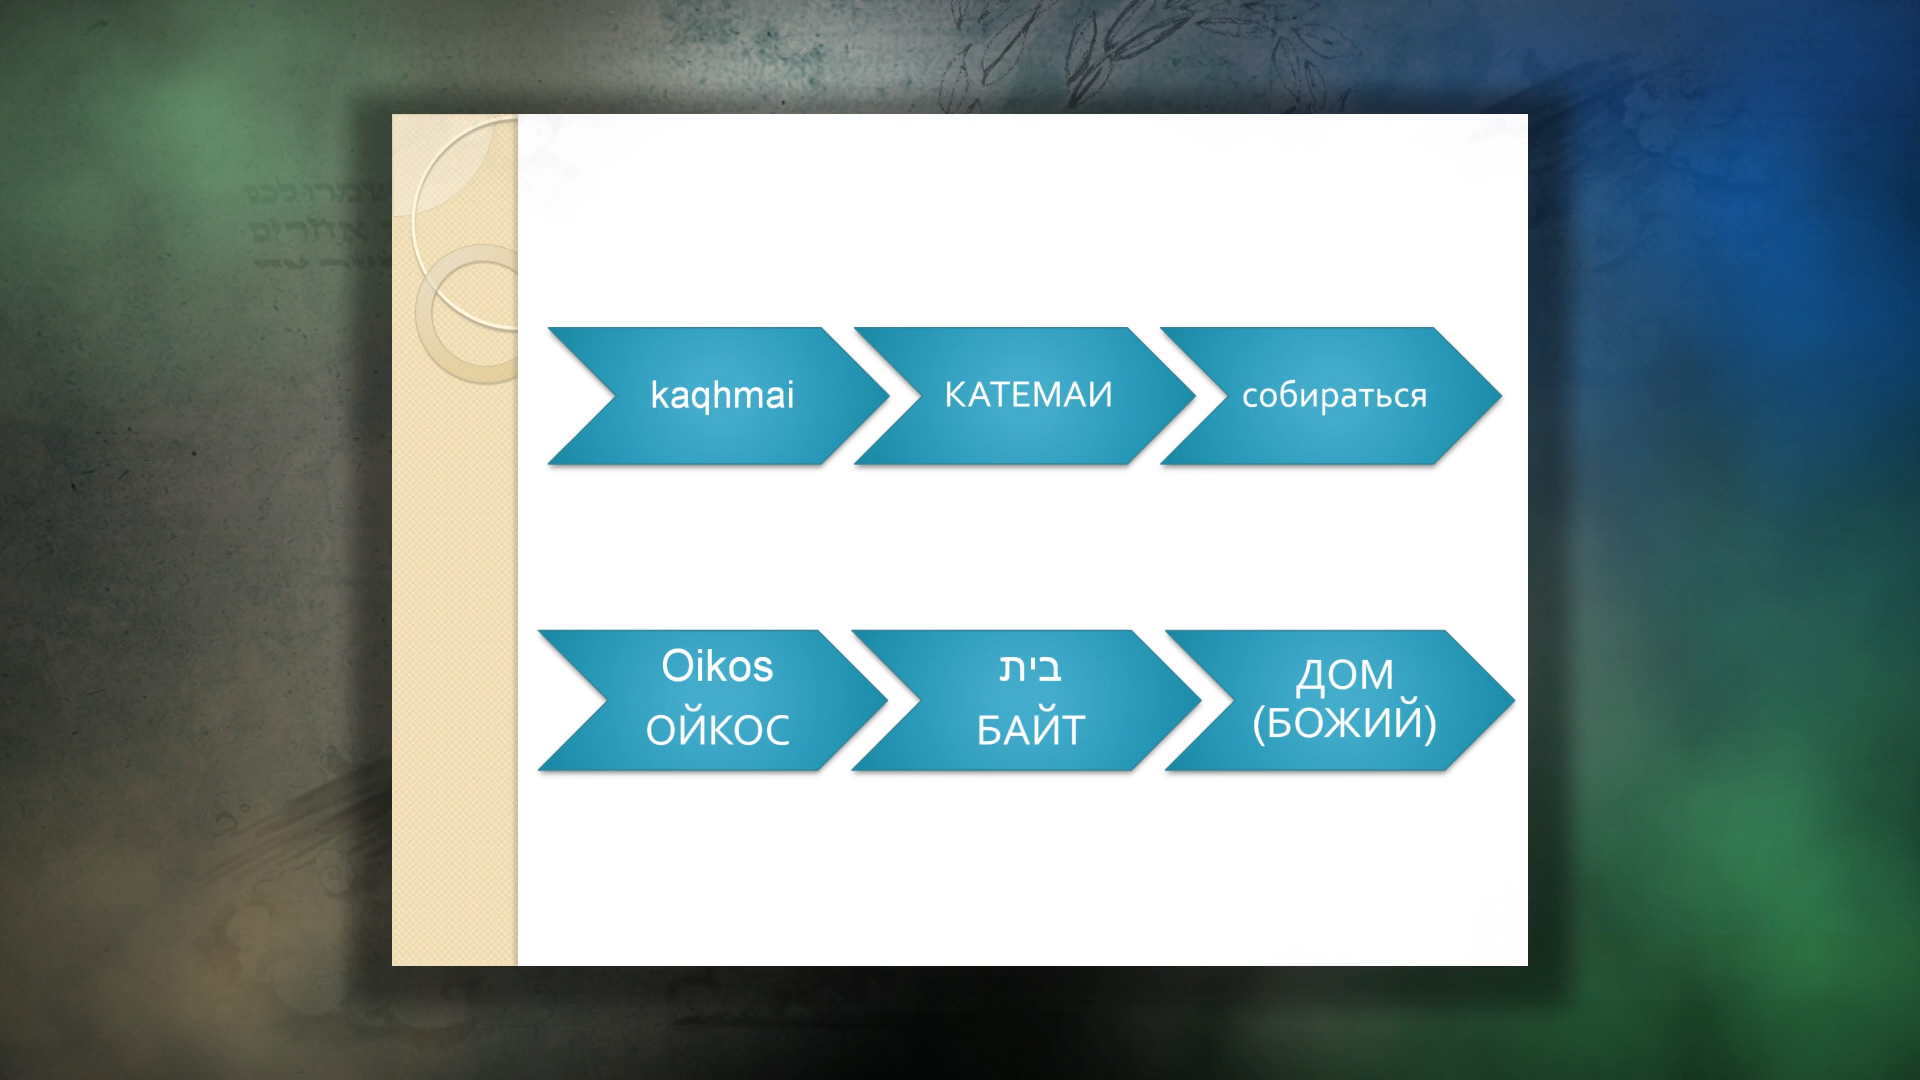 kaqhmai
КАТЕМАИ
собираться
Oikos
ОЙКОС
בית
БАЙТ
ДОМ
(БОЖИЙ)